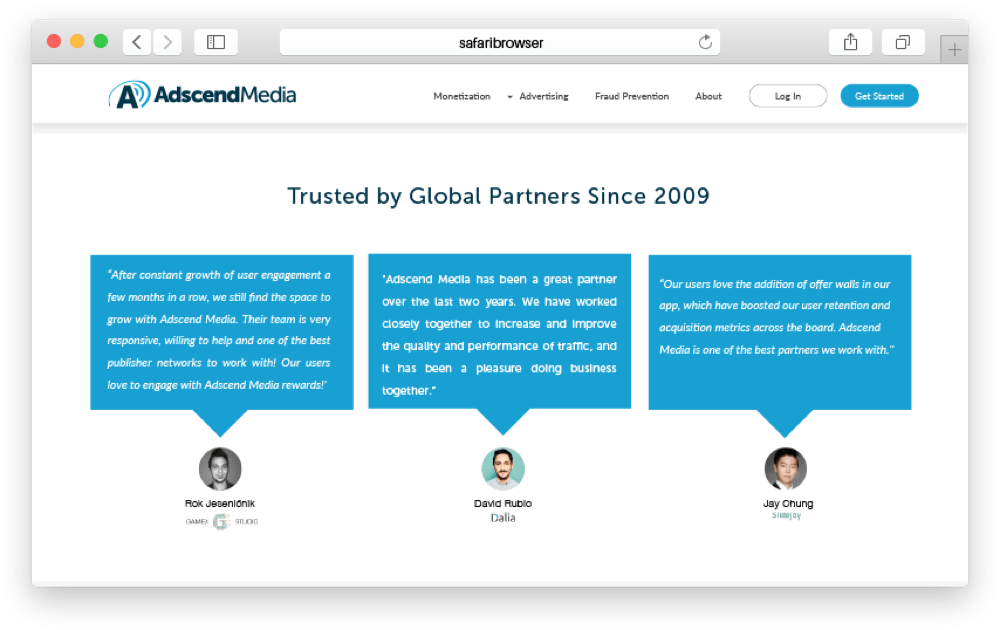 safaribrowser
AdscendMedia
Monetization Advertising Fraud Prevention About Log In Get Started
Trusted by Global Partners Since 2009
“After constant growth of user engagement a
few months in a row, we still find the space to
grow with Adscend Media. Their team is very
responsive, willing to help and one of the best
publisher networks to work with! Our users
love to engage with Adscend Media rewards!"
"Adscend Media has been a great partner
over the last two years. We have worked
closely together to increase and improve
the quality and performance of traffic, and
it has been a pleasure doing business
together."
“Our users love the addition of offer walls in our
app, which have boosted our user retention and
acquisition metrics across the board. Adscend
Media is one of the best partners we work with.”
Rok Jeseničnik
GAMEX STUDIO
David Rubio
Dalia
Jay Chung
Slidejoy